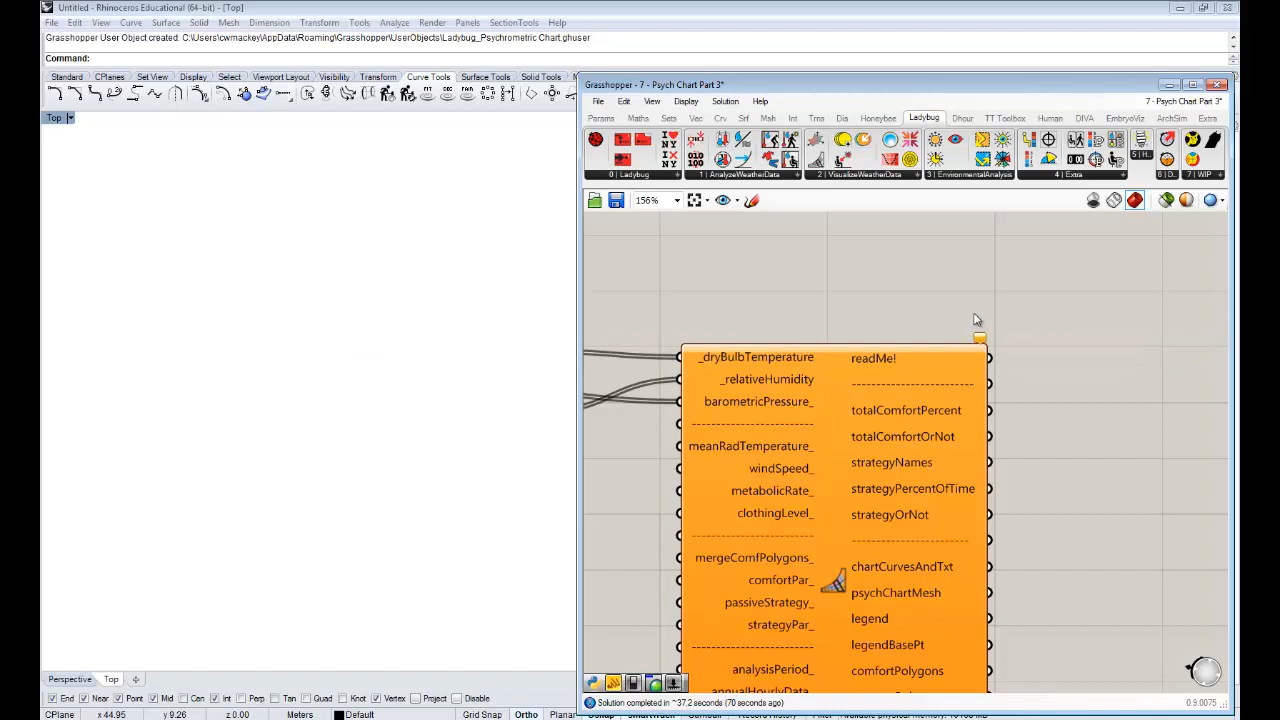 Untitled - Rhinoceros Educational (64-bit) - [Top]
File Edit View Curve Surface Solid Mesh Dimension Transform Tools Analyze Render Panels SectionTools Help
Grasshopper User Object created: C:\Users\cwmackey\AppData\Roaming\Grasshopper\UserObjects\Ladybug_Psychrometric Chart.ghuser
Command:
Standard CPlanes Set View Display Select Viewport Layout Visibility Transform Curve Tools Surface Tools Solid Tools
Top
Grasshopper - 7 - Psych Chart Part 3*
File Edit View Display Solution Help 7 - Psych Chart Part 3*
Params Maths Sets Vec Crv Srf Msh Int Trns Dis Honeybee Ladybug Dhour TT Toolbox Human DIVA EmbryoViz ArchSim Extra
0 | Ladybug 1 | AnalyzeWeatherData 2 | VisualizeWeatherData 3 | EnvironmentalAnalysis 4 | Extra 5 | H... 6 | D... 7 | WIP
156%
_dryBulbTemperature
_relativeHumidity
barometricPressure_
------------------------
meanRadTemperature_
windSpeed_
metabolicRate_
clothingLevel_
------------------------
mergeComfPolygons_
comfortPar_
passiveStrategy_
strategyPar_
------------------------
analysisPeriod_
annualHourlyData
readMe!
------------------------
totalComfortPercent
totalComfortOrNot
strategyNames
strategyPercentOfTime
strategyOrNot
-----------------------
chartCurvesAndTxt
psychChartMesh
legend
legendBasePt
comfortPolygons
Perspective Top
Solution completed in ~37.2 seconds (70 seconds ago) 0.9.0075
End Near Point Mid Cen Int Perp Tan Quad Knot Vertex Project Disable
CPlane x 44.95 y 9.26 z 0.00 Meters Default Grid Snap Ortho Planar